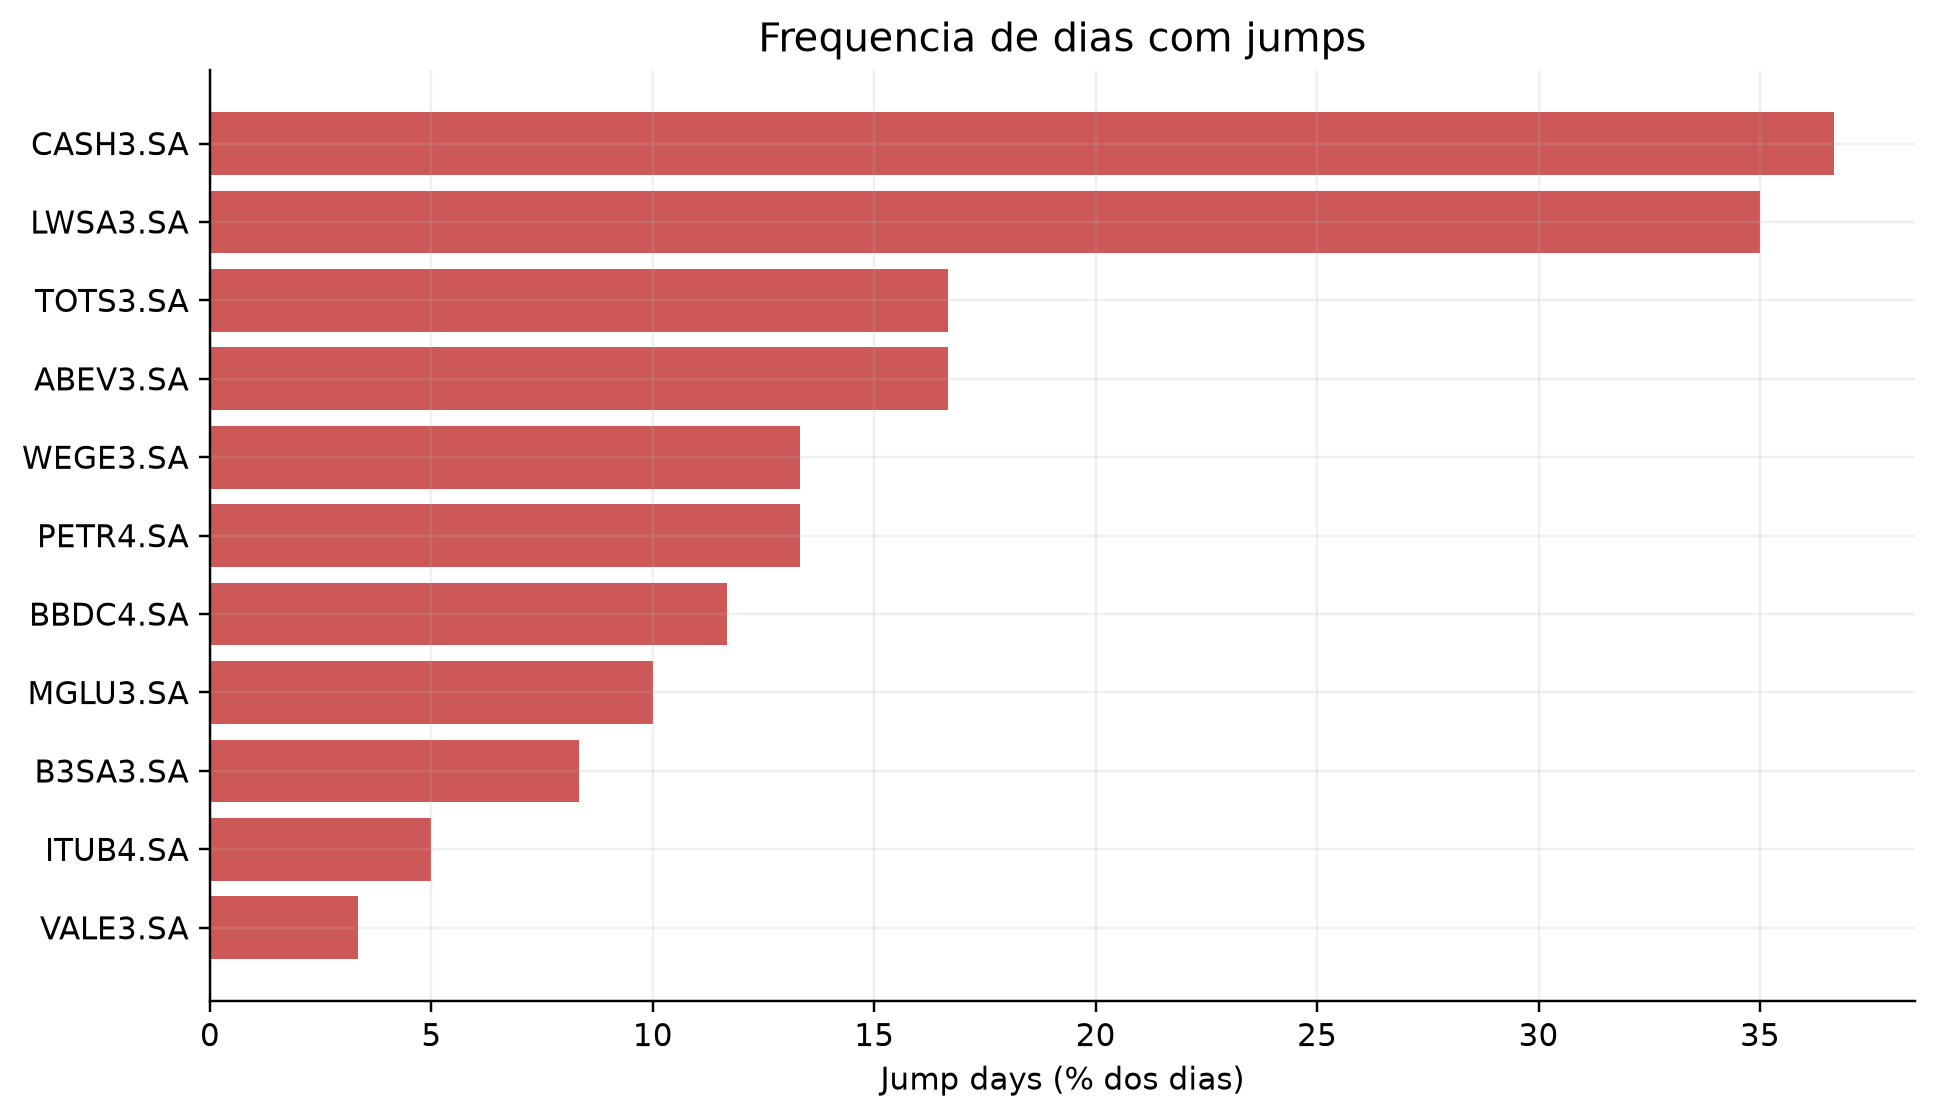 Frequencia de dias com jumps
CASH3.SA
LWSA3.SA
TOTS3.SA
ABEV3.SA
WEGE3.SA
PETR4.SA
BBDC4.SA
MGLU3.SA
B3SA3.SA
ITUB4.SA
VALE3.SA
0 5 10 15 20 25 30 35
Jump days (% dos dias)